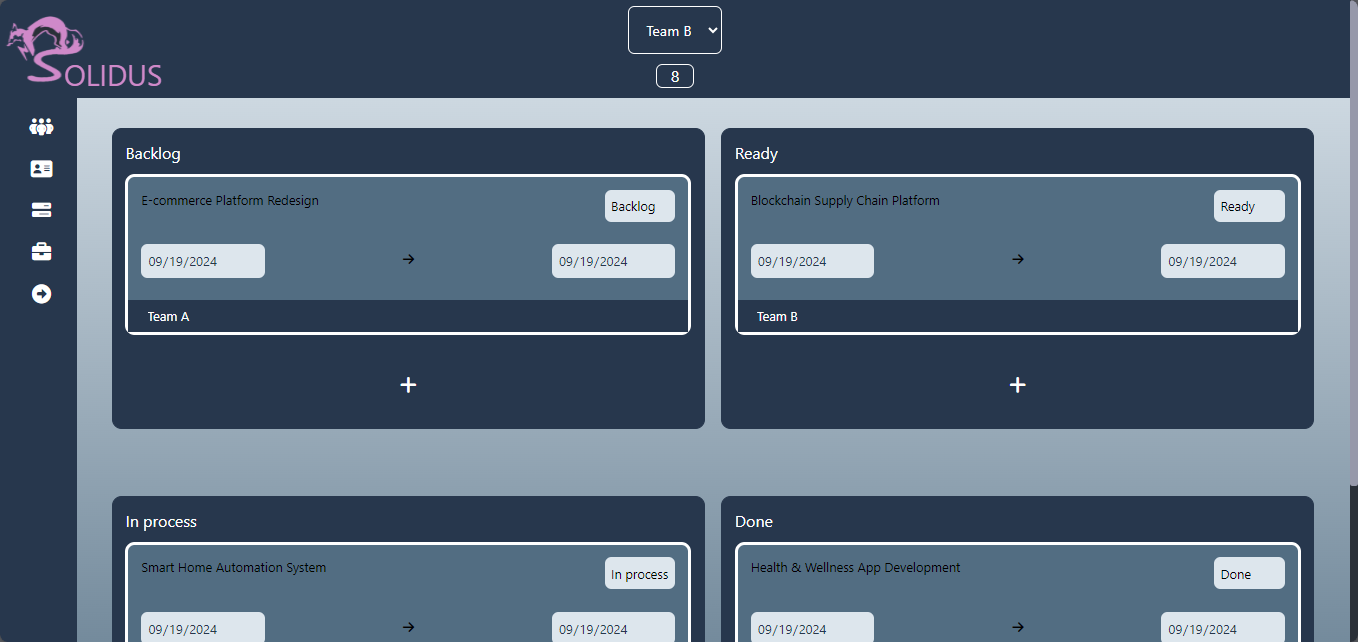 Team B
SOLIDUS
8
Backlog
E-commerce Platform Redesign
Backlog
09/19/2024 → 09/19/2024
Team A
+
Ready
Blockchain Supply Chain Platform
Ready
09/19/2024 → 09/19/2024
Team B
+
In process
Smart Home Automation System
In process
09/19/2024 → 09/19/2024
Done
Health & Wellness App Development
Done
09/19/2024 → 09/19/2024